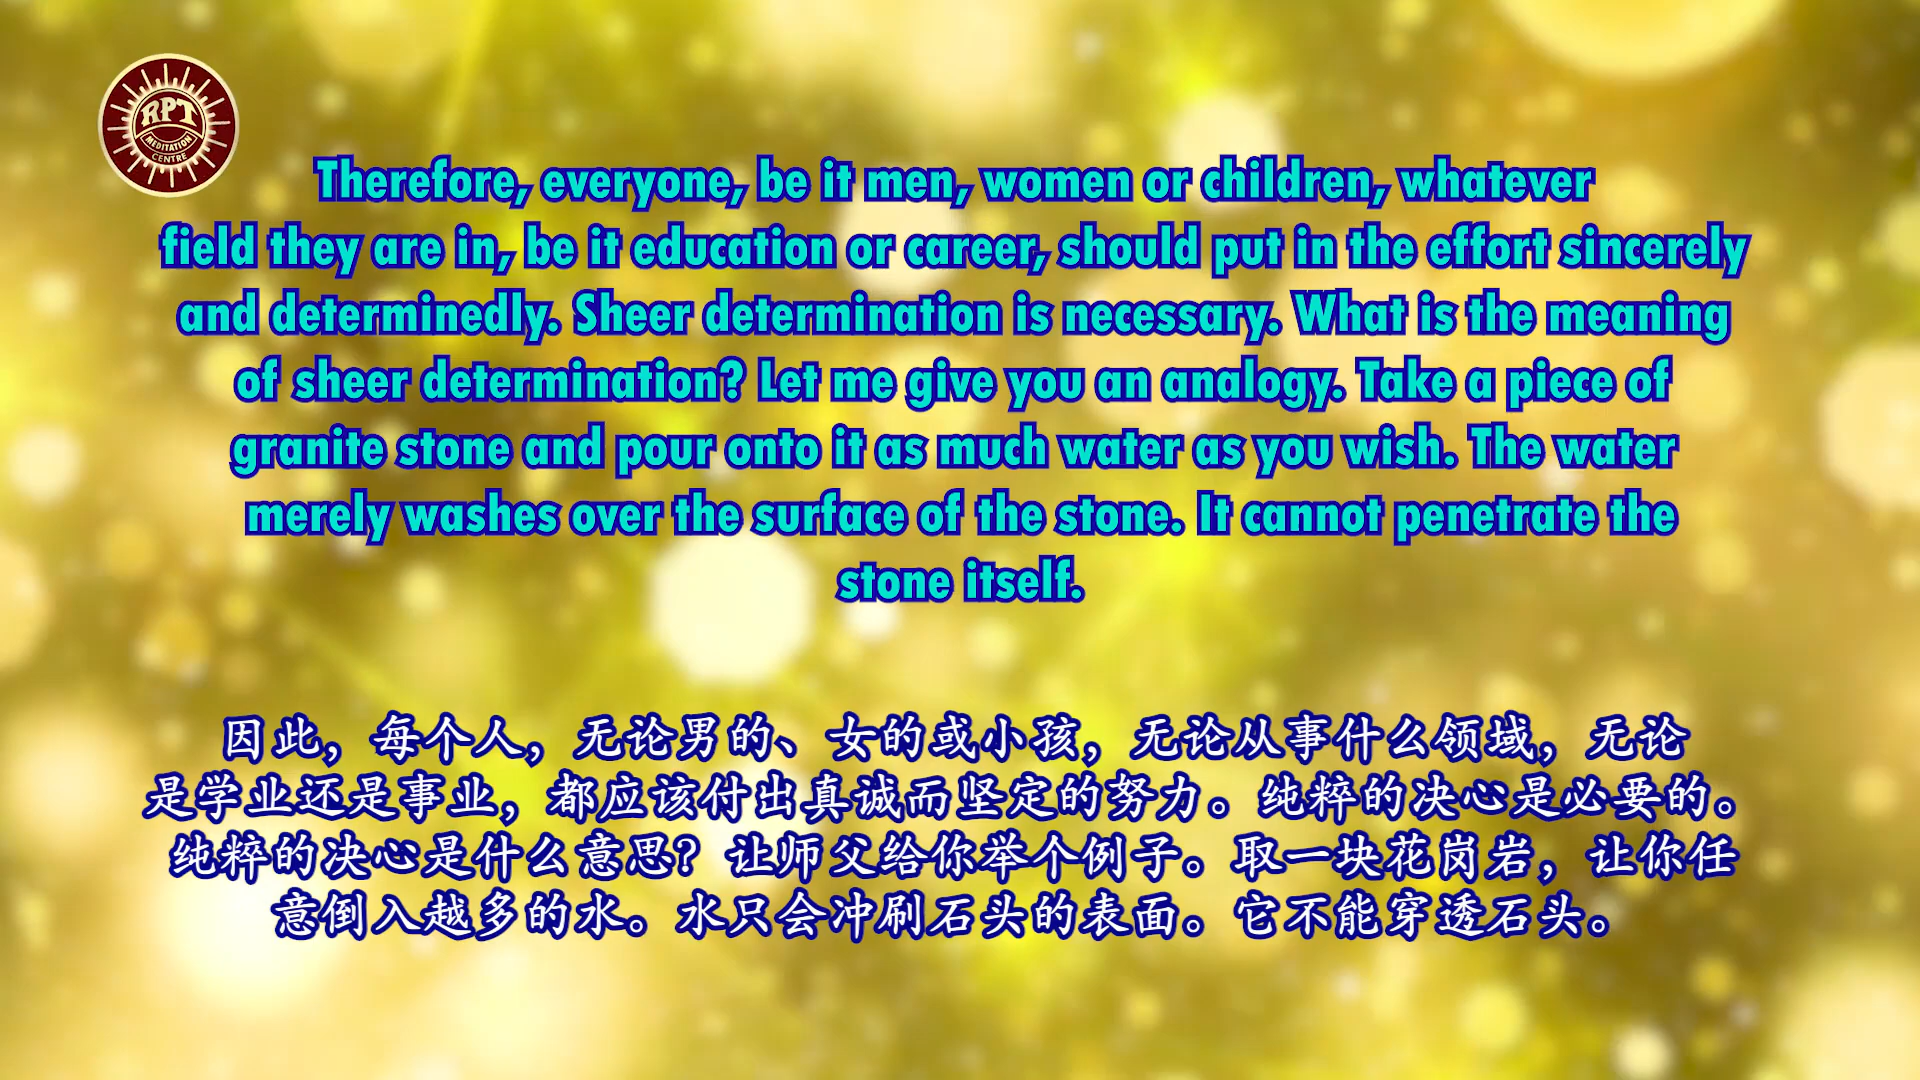 RPT
MEDITATION
CENTRE
Therefore, everyone, be it men, women or children, whatever
field they are in, be it education or career, should put in the effort sincerely
and determinedly. Sheer determination is necessary. What is the meaning
of sheer determination? Let me give you an analogy. Take a piece of
granite stone and pour onto it as much water as you wish. The water
merely washes over the surface of the stone. It cannot penetrate the
stone itself.
因此，每个人，无论男的、女的或小孩，无论从事什么领域，无论
是学业还是事业，都应该付出真诚而坚定的努力。纯粹的决心是必要的。
纯粹的决心是什么意思？让师父给你举个例子。取一块花岗岩，让你任
意倒入越多的水。水只会冲刷石头的表面。它不能穿透石头。